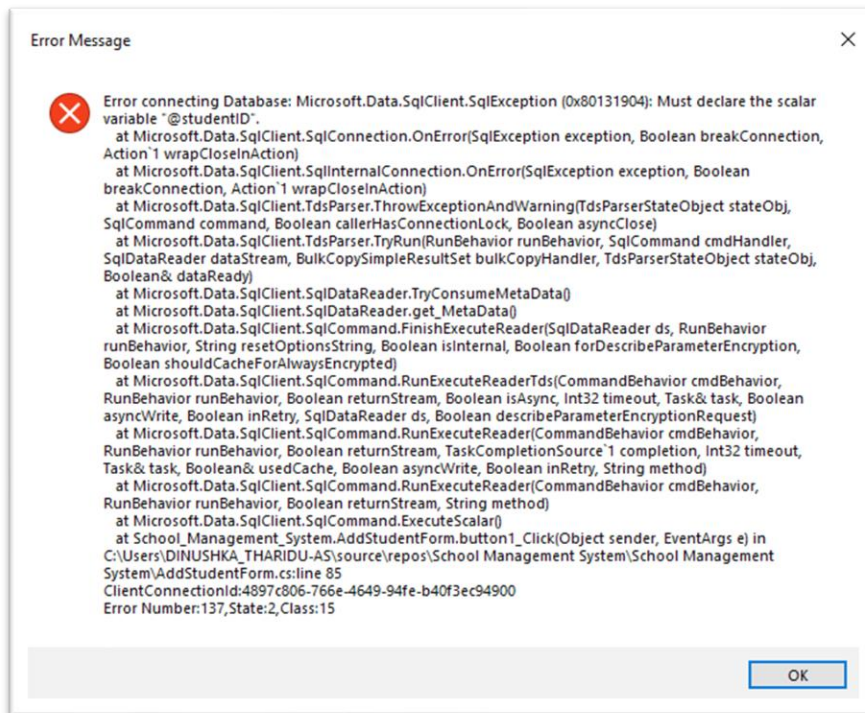 Error Message
Error connecting Database: Microsoft.Data.SqlClient.SqlException (0x80131904): Must declare the scalar
variable "@studentID".
at Microsoft.Data.SqlClient.SqlConnection.OnError(SqlException exception, Boolean breakConnection,
Action`1 wrapCloseInAction)
at Microsoft.Data.SqlClient.SqlInternalConnection.OnError(SqlException exception, Boolean
breakConnection, Action`1 wrapCloseInAction)
at Microsoft.Data.SqlClient.TdsParser.ThrowExceptionAndWarning(TdsParserStateObject stateObj,
SqlCommand command, Boolean callerHasConnectionLock, Boolean asyncClose)
at Microsoft.Data.SqlClient.TdsParser.TryRun(RunBehavior runBehavior, SqlCommand cmdHandler,
SqlDataReader dataStream, BulkCopySimpleResultSet bulkCopyHandler, TdsParserStateObject stateObj,
Boolean& dataReady)
at Microsoft.Data.SqlClient.SqlDataReader.TryConsumeMetaData()
at Microsoft.Data.SqlClient.SqlDataReader.get_MetaData()
at Microsoft.Data.SqlClient.SqlCommand.FinishExecuteReader(SqlDataReader ds, RunBehavior
runBehavior, String resetOptionsString, Boolean isInternal, Boolean forDescribeParameterEncryption,
Boolean shouldCacheForAlwaysEncrypted)
at Microsoft.Data.SqlClient.SqlCommand.RunExecuteReaderTds(CommandBehavior cmdBehavior,
RunBehavior runBehavior, Boolean returnStream, Boolean isAsync, Int32 timeout, Task& task, Boolean
asyncWrite, Boolean inRetry, SqlDataReader ds, Boolean describeParameterEncryptionRequest)
at Microsoft.Data.SqlClient.SqlCommand.RunExecuteReader(CommandBehavior cmdBehavior,
RunBehavior runBehavior, Boolean returnStream, TaskCompletionSource`1 completion, Int32 timeout,
Task& task, Boolean& usedCache, Boolean asyncWrite, Boolean inRetry, String method)
at Microsoft.Data.SqlClient.SqlCommand.RunExecuteReader(CommandBehavior cmdBehavior,
RunBehavior runBehavior, Boolean returnStream, String method)
at Microsoft.Data.SqlClient.SqlCommand.ExecuteScalar()
at School_Management_System.AddStudentForm.button1_Click(Object sender, EventArgs e) in
C:\Users\DINUSHKA_THARIDU-AS\source\repos\School Management System\School Management
System\AddStudentForm.cs:line 85
ClientConnectionId:4897c806-766e-4649-94fe-b40f3ec94900
Error Number:137,State:2,Class:15
OK